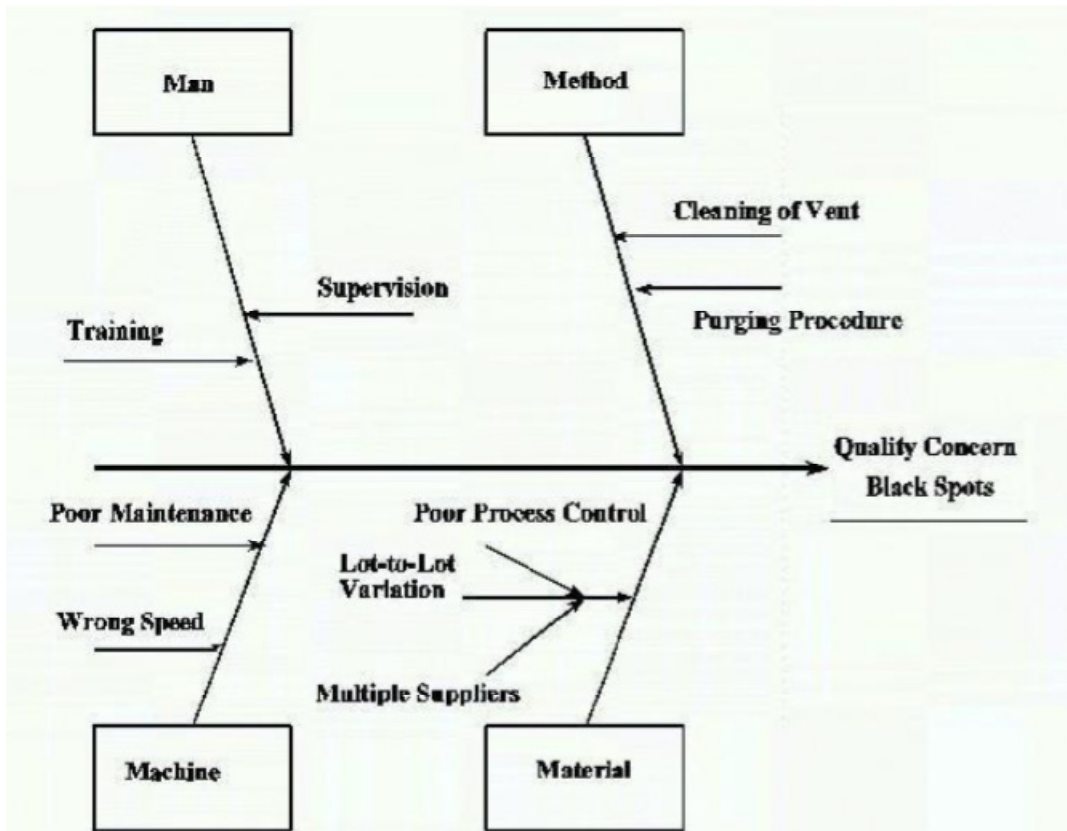 Man
Method
Cleaning of Vent
Supervision
Purging Procedure
Training
Quality Concern
Black Spots
Poor Maintenance
Poor Process Control
Lot-to-Lot
Variation
Wrong Speed
Multiple Suppliers
Machine
Material